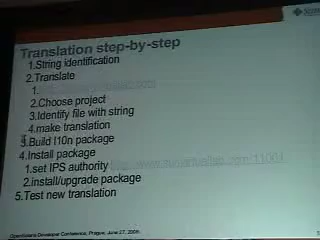 Translation step-by-step
1.String identification
2.Translate
1.
2.Choose project
3.Identify file with string
4.make translation
3.Build l10n package
4.Install package
1.set IPS authority
2.install/upgrade package
5.Test new translation
OpenSolaris Developer Conference, Prague, June 27, 2008,